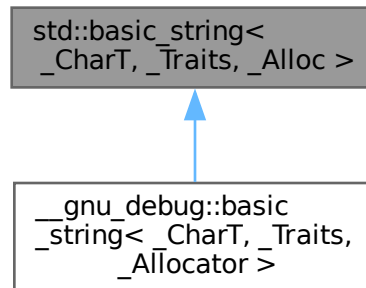 std::basic_string<
_CharT, _Traits, _Alloc >
__gnu_debug::basic
_string< _CharT, _Traits,
_Allocator >